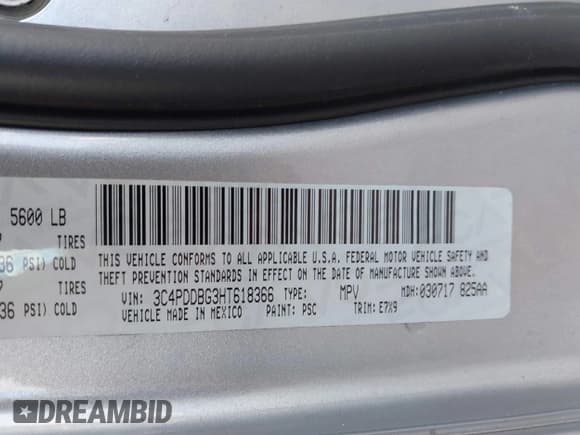 5600 LB
TIRES
36 PSI) COLD
TIRES
36 PSI) COLD
THIS VEHICLE CONFORMS TO ALL APPLICABLE U.S.A. FEDERAL MOTOR VEHICLE SAFETY AND
THEFT PREVENTION STANDARDS IN EFFECT ON THE DATE OF MANUFACTURE SHOWN ABOVE.
VIN: 3C4PDDBG3HT618366 TYPE: MPV MDH:030717 825AA
VEHICLE MADE IN MEXICO PAINT: PSC TRIM: E7X9
DREAMBID